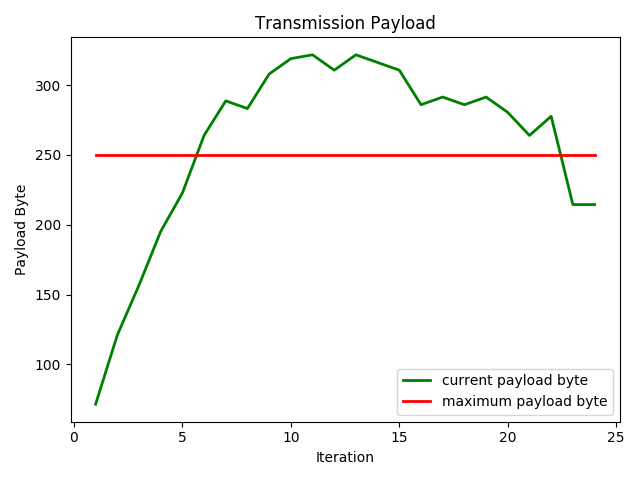 Transmission Payload
Payload Byte
300
250
200
150
100
0
5
10
15
20
25
Iteration
current payload byte
maximum payload byte